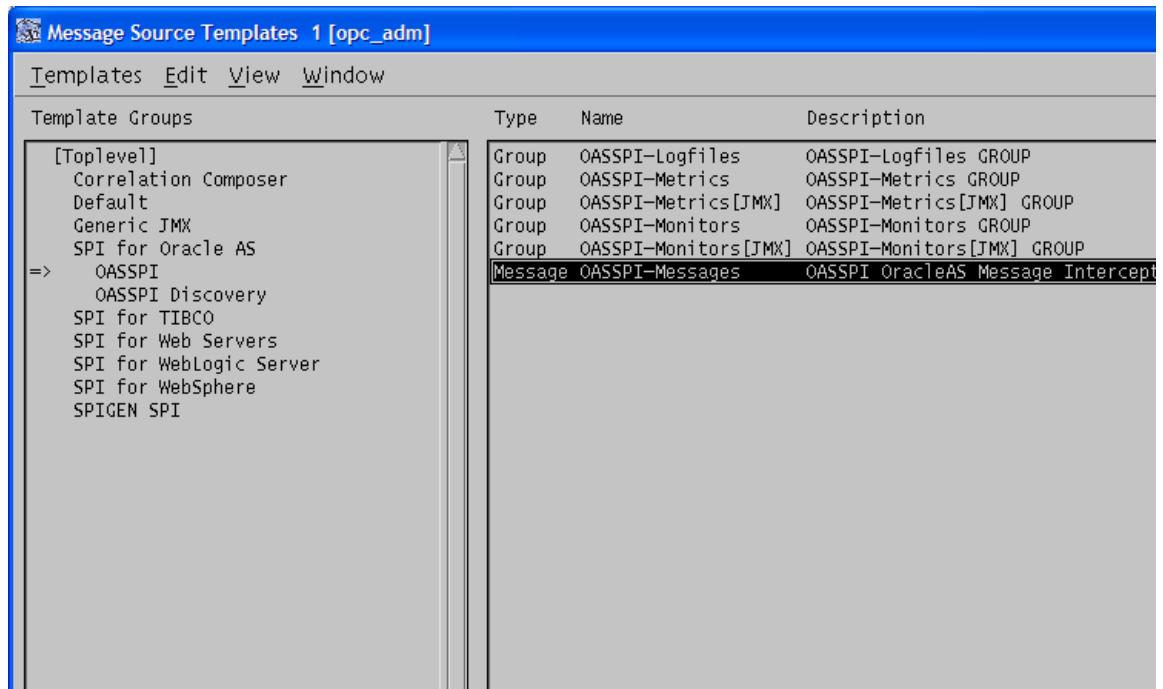 Message Source Templates 1 [opc_adm]
Templates Edit View Window
Template Groups
[Toplevel]
Correlation Composer
Default
Generic JMX
SPI for Oracle AS
=> OASSPI
OASSPI Discovery
SPI for TIBCO
SPI for Web Servers
SPI for WebLogic Server
SPI for WebSphere
SPIGEN SPI
Type Name Description
Group OASSPI-Logfiles OASSPI-Logfiles GROUP
Group OASSPI-Metrics OASSPI-Metrics GROUP
Group OASSPI-Metrics[JMX] OASSPI-Metrics[JMX] GROUP
Group OASSPI-Monitors OASSPI-Monitors GROUP
Group OASSPI-Monitors[JMX] OASSPI-Monitors[JMX] GROUP
Message OASSPI-Messages OASSPI OracleAS Message Intercept